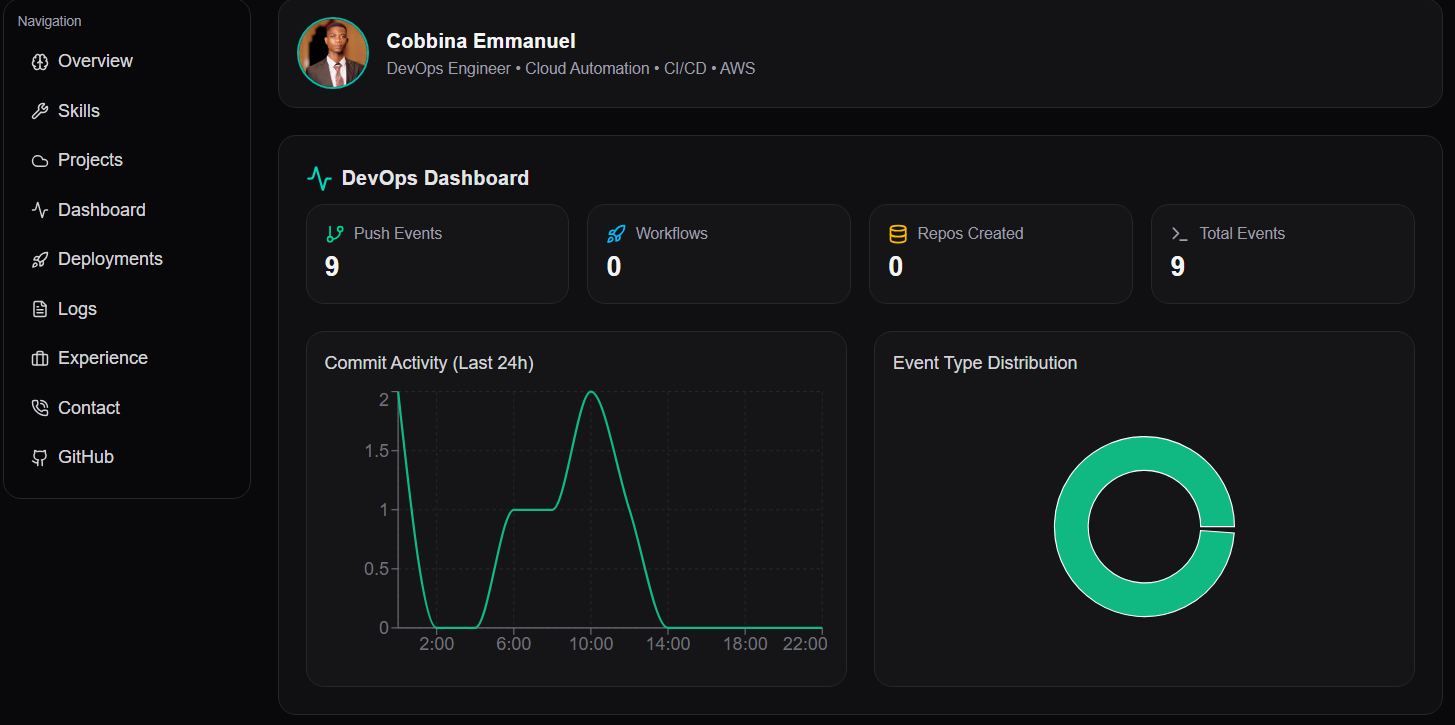 Navigation
Overview
Skills
Projects
Dashboard
Deployments
Logs
Experience
Contact
GitHub
Cobbina Emmanuel
DevOps Engineer • Cloud Automation • CI/CD • AWS
DevOps Dashboard
Push Events
9
Workflows
0
Repos Created
0
Total Events
9
Commit Activity (Last 24h)
2
1.5
1
0.5
0
2:00 6:00 10:00 14:00 18:00 22:00
Event Type Distribution